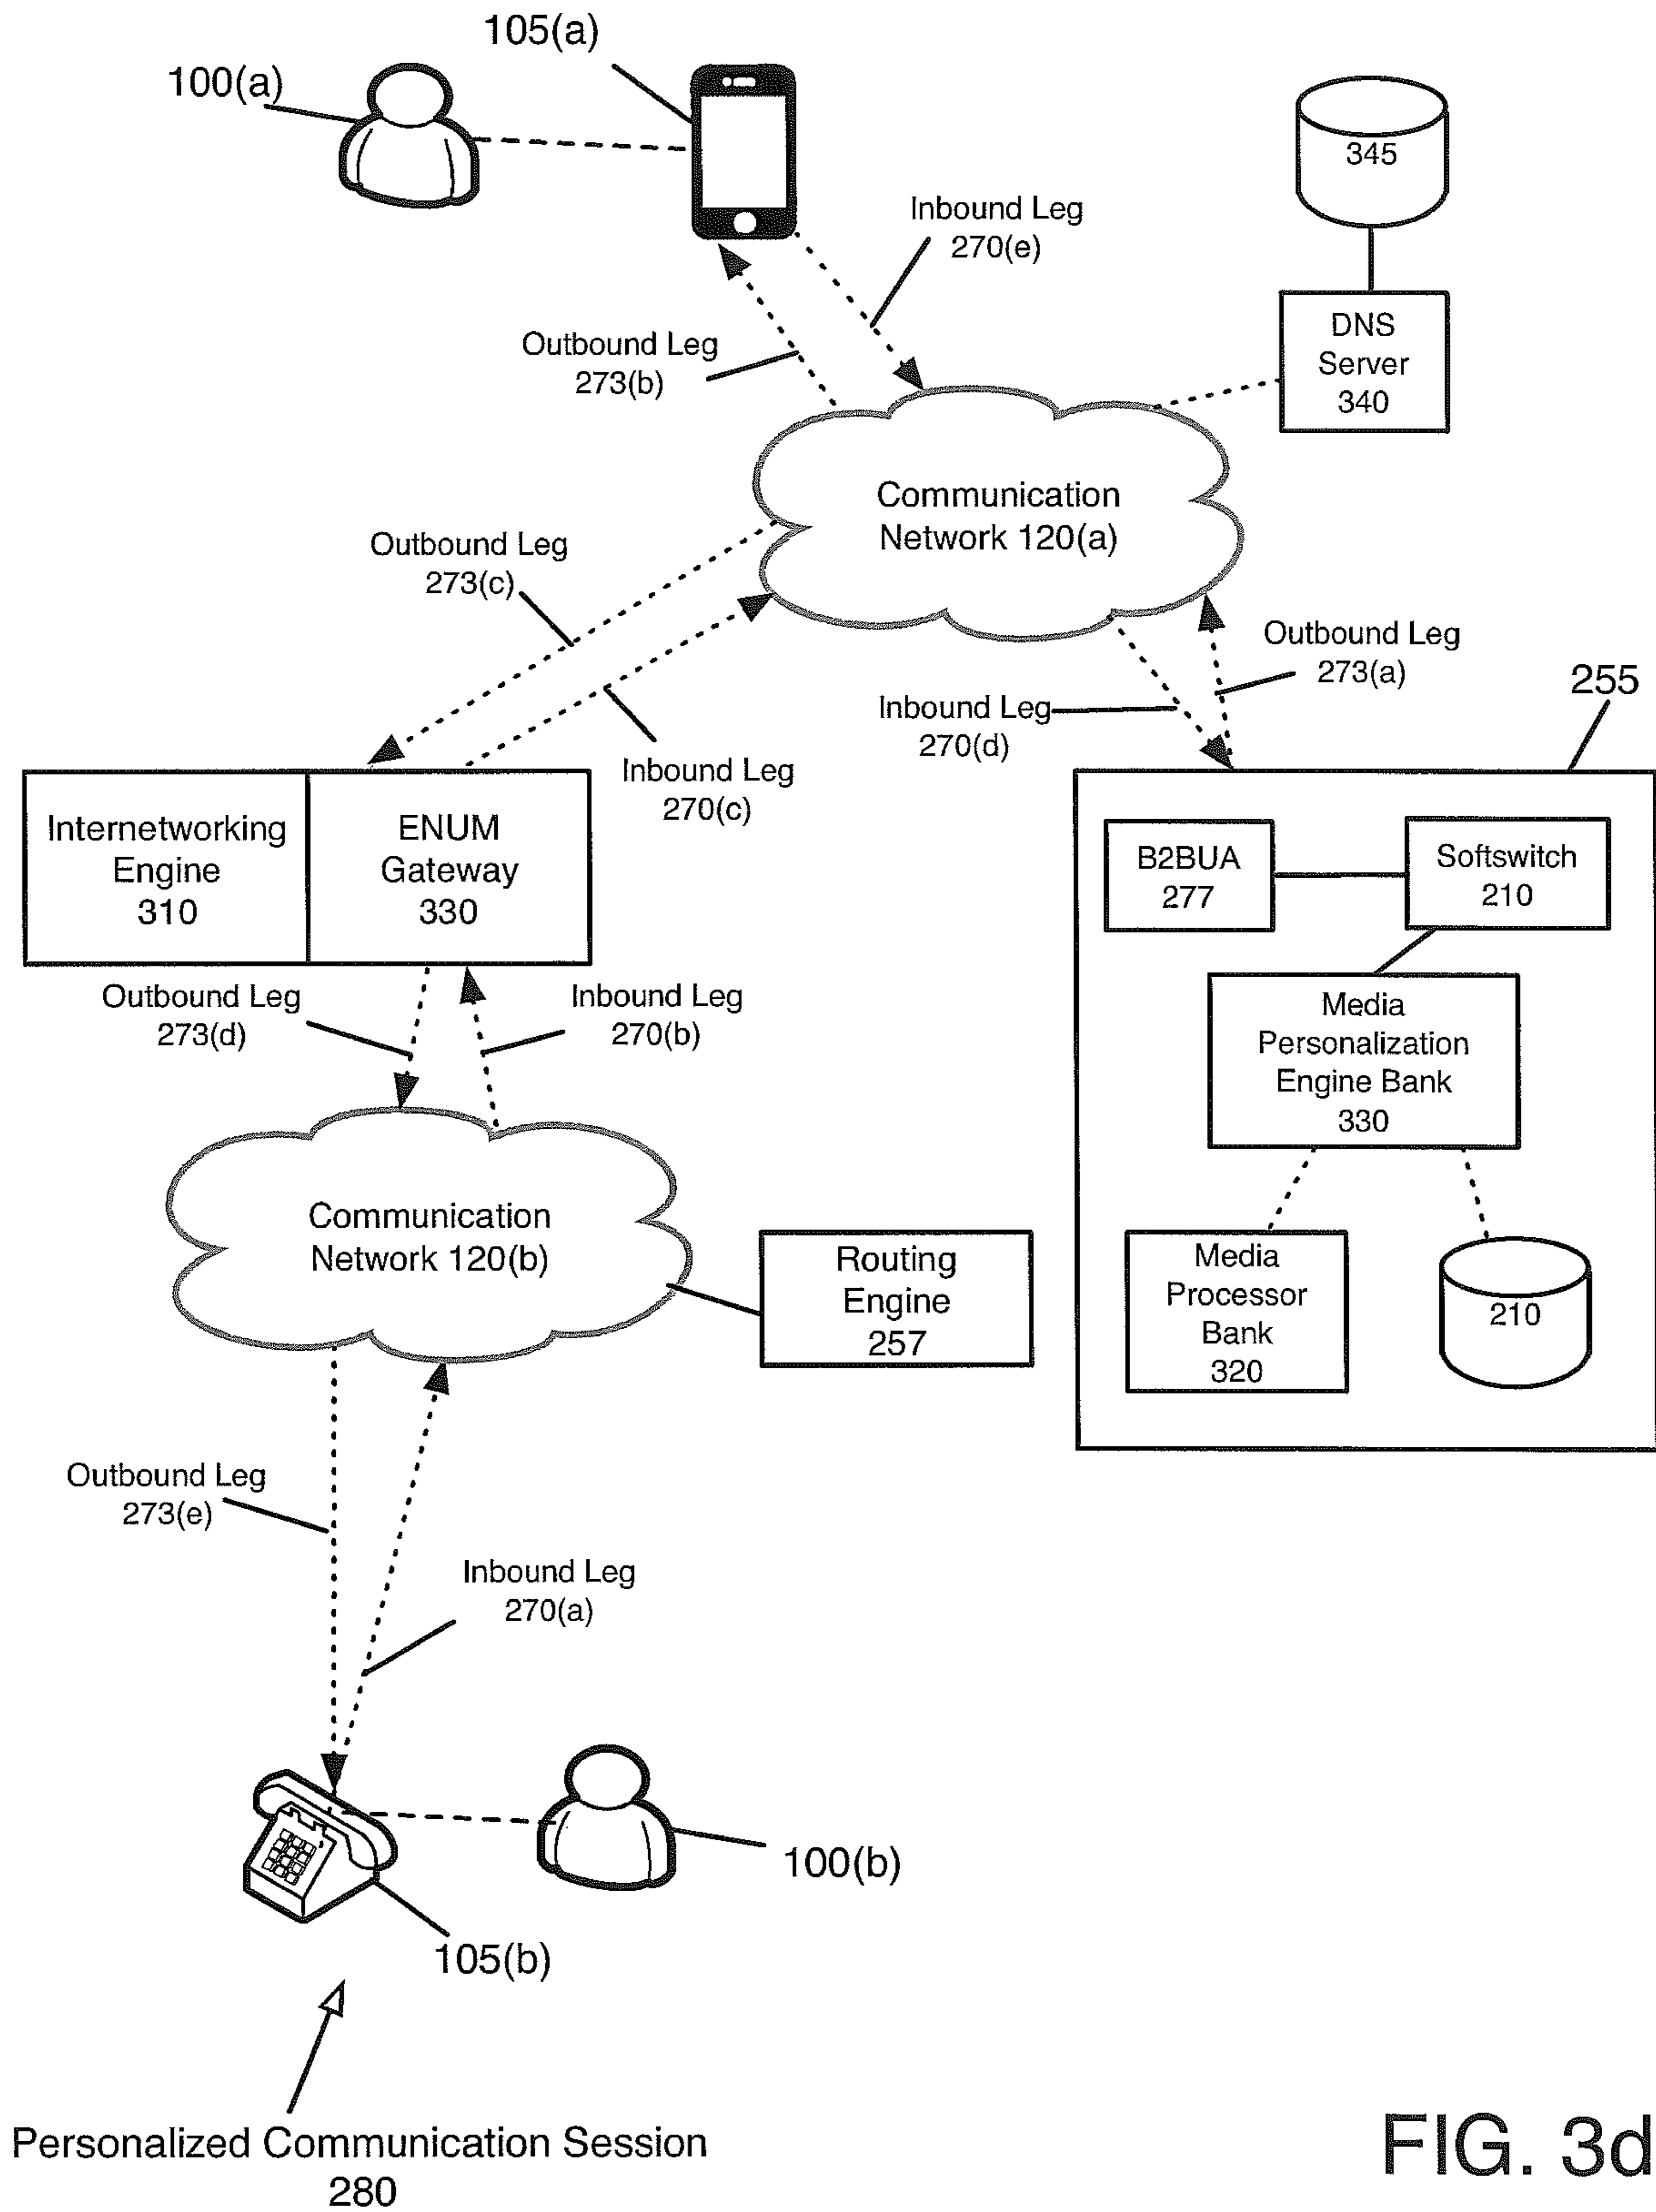 105(a)
100(a)
345
Inbound Leg
270(e)
DNS
Server
340
Outbound Leg
273(b)
Communication
Network 120(a)
Outbound Leg
273(c)
Outbound Leg
273(a)
255
Inbound Leg
270(d)
Inbound Leg
270(c)
Internetworking
Engine
310
ENUM
Gateway
330
B2BUA
277
Softswitch
210
Outbound Leg
273(d)
Inbound Leg
270(b)
Media
Personalization
Engine Bank
330
Communication
Network 120(b)
Routing
Engine
257
Media
Processor
Bank
320
210
Outbound Leg
273(e)
Inbound Leg
270(a)
100(b)
105(b)
Personalized Communication Session
280
FIG. 3d